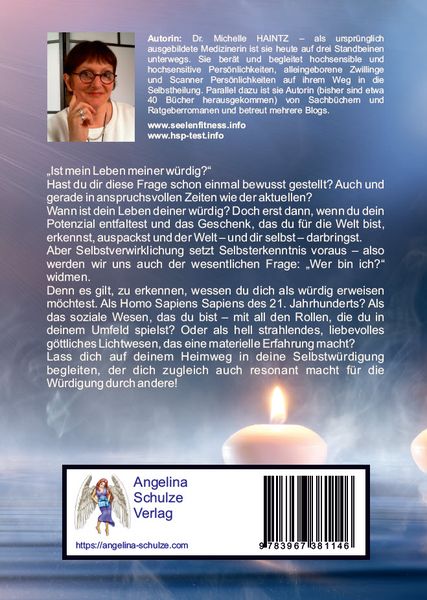 Autorin: Dr. Michelle HAINTZ – als ursprünglich
ausgebildete Medizinerin ist sie heute auf drei Standbeinen
unterwegs. Sie berät und begleitet hochsensible und
hochsensitive Persönlichkeiten, alleingeborene Zwillinge
und Scanner Persönlichkeiten auf ihrem Weg in die
Selbstheilung. Parallel dazu ist sie Autorin (bisher sind etwa
40 Bücher herausgekommen) von Sachbüchern und
Ratgeberromanen und betreut mehrere Blogs.
www.seelenfitness.info
www.hsp-test.info
„Ist mein Leben meiner würdig?“
Hast du dir diese Frage schon einmal bewusst gestellt? Auch und
gerade in anspruchsvollen Zeiten wie der aktuellen?
Wann ist dein Leben deiner würdig? Doch erst dann, wenn du dein
Potenzial entfaltest und das Geschenk, das du für die Welt bist,
erkennst, auspackst und der Welt – und dir selbst – darbringst.
Aber Selbstverwirklichung setzt Selbsterkenntnis voraus – also
werden wir uns auch der wesentlichen Frage: „Wer bin ich?“
widmen.
Denn es gilt, zu erkennen, wessen du dich als würdig erweisen
möchtest. Als Homo Sapiens Sapiens des 21. Jahrhunderts? Als
das soziale Wesen, das du bist – mit all den Rollen, die du in
deinem Umfeld spielst? Oder als hell strahlendes, liebevolles
göttliches Lichtwesen, das eine materielle Erfahrung macht?
Lass dich auf deinem Heimweg in deine Selbstwürdigung
begleiten, der dich zugleich auch resonant macht für die
Würdigung durch andere!
Angelina
Schulze
Verlag
https://angelina-schulze.com
9 783967 381146